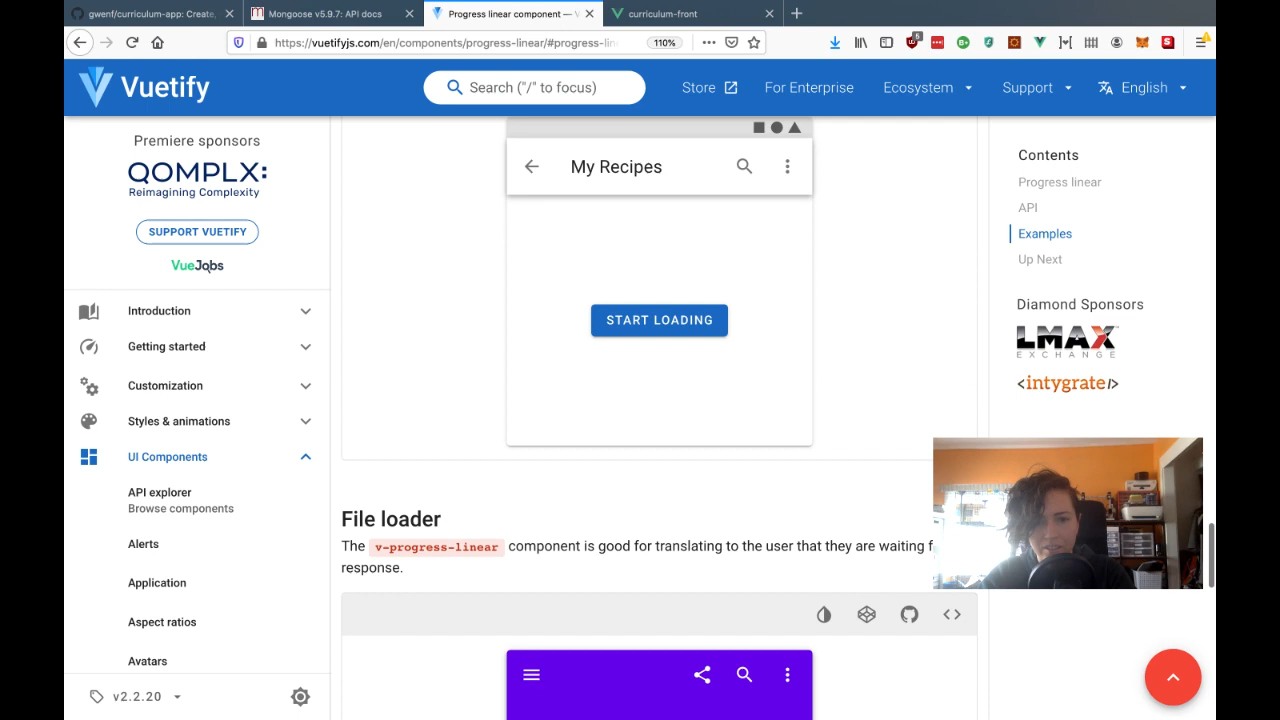 gwenf/curriculum-app: Create,
Mongoose v5.9.7: API docs
Progress linear component — V
curriculum-front
https://vuetifyjs.com/en/components/progress-linear/#progress-lin
110%
5
Vuetify
Search ("/" to focus)
Store
For Enterprise
Ecosystem
Support
English
Premiere sponsors
QOMPLX:
Reimagining Complexity
SUPPORT VUETIFY
VueJobs
Introduction
Getting started
Customization
Styles & animations
UI Components
API explorer
Browse components
Alerts
Application
Aspect ratios
Avatars
v2.2.20
My Recipes
START LOADING
File loader
The v-progress-linear component is good for translating to the user that they are waiting f
response.
Contents
Progress linear
API
Examples
Up Next
Diamond Sponsors
LMAX
EXCHANGE
<intygrate/>